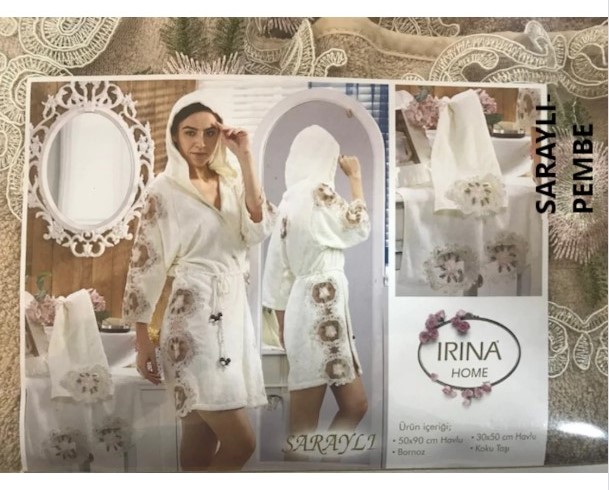 SARAYLI
PEMBE
IRINA
HOME
SARAYLI
Ürün içeriği;
• 50x90 cm Havlu • 30x50 cm Havlu
• Bornoz • Koku Taşı